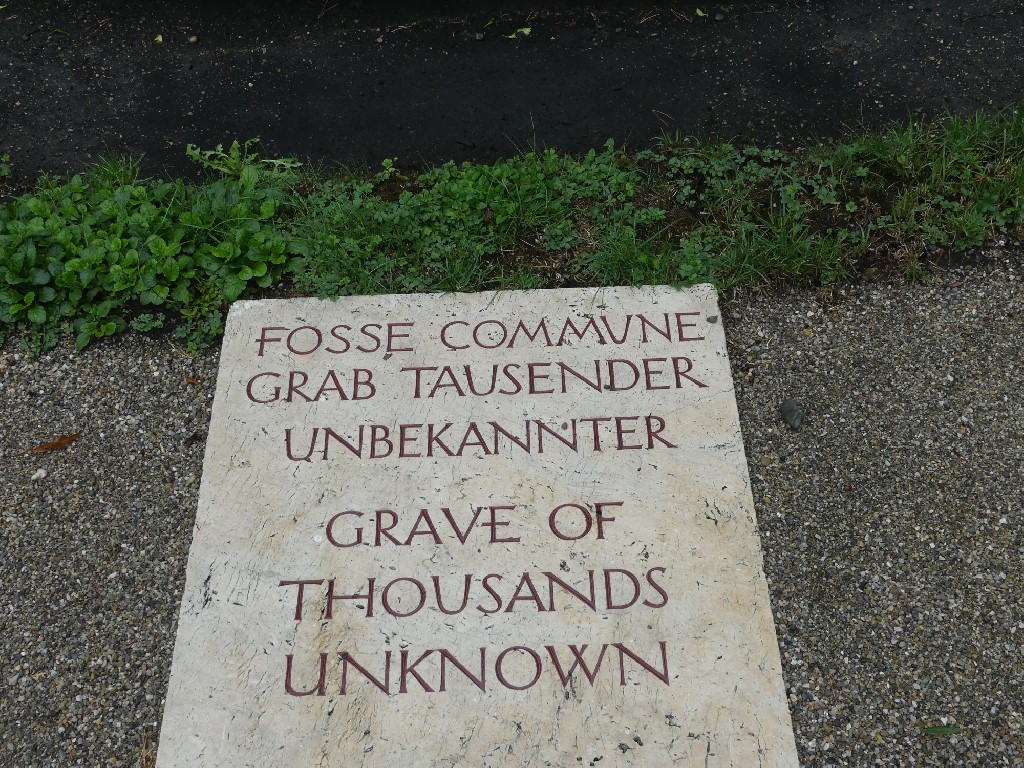 FOSSE COMMUNE
GRAB TAUSENDER
UNBEKANNTER
GRAVE OF
THOUSANDS
UNKNOWN